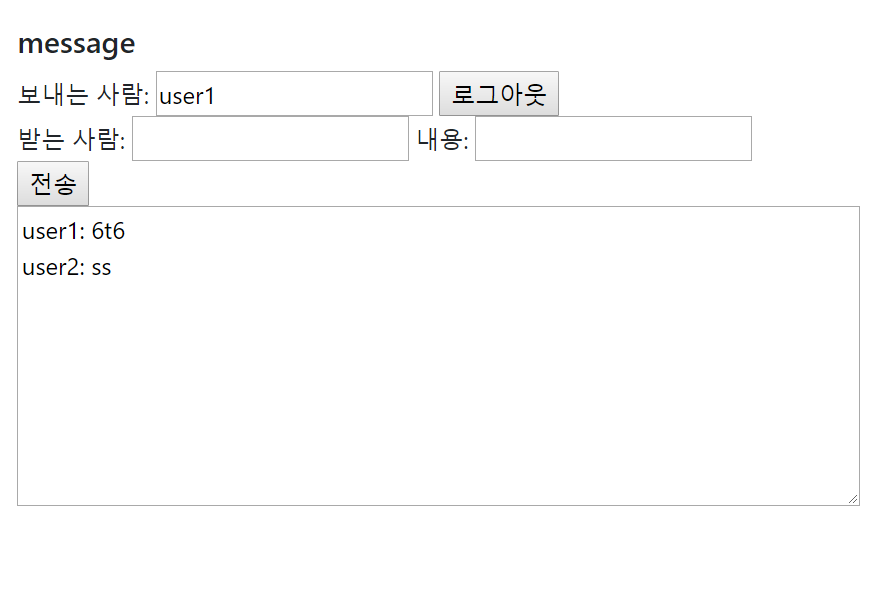 message
보내는 사람: user1 로그아웃
받는 사람: 내용:
전송
user1: 6t6
user2: ss